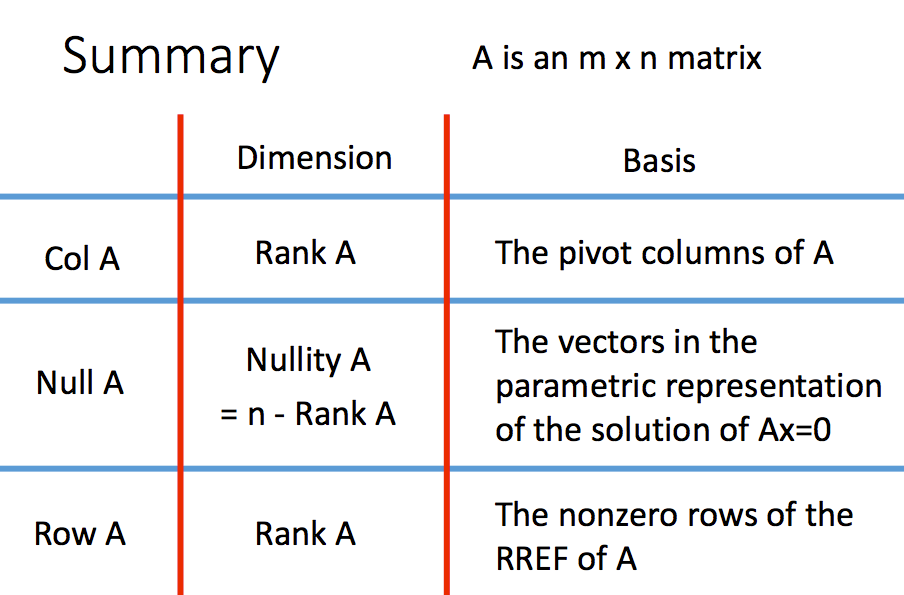 Summary
A is an m x n matrix
Dimension
Basis
Col A
Rank A
The pivot columns of A
Null A
Nullity A
= n - Rank A
The vectors in the
parametric representation
of the solution of Ax=0
Row A
Rank A
The nonzero rows of the
RREF of A